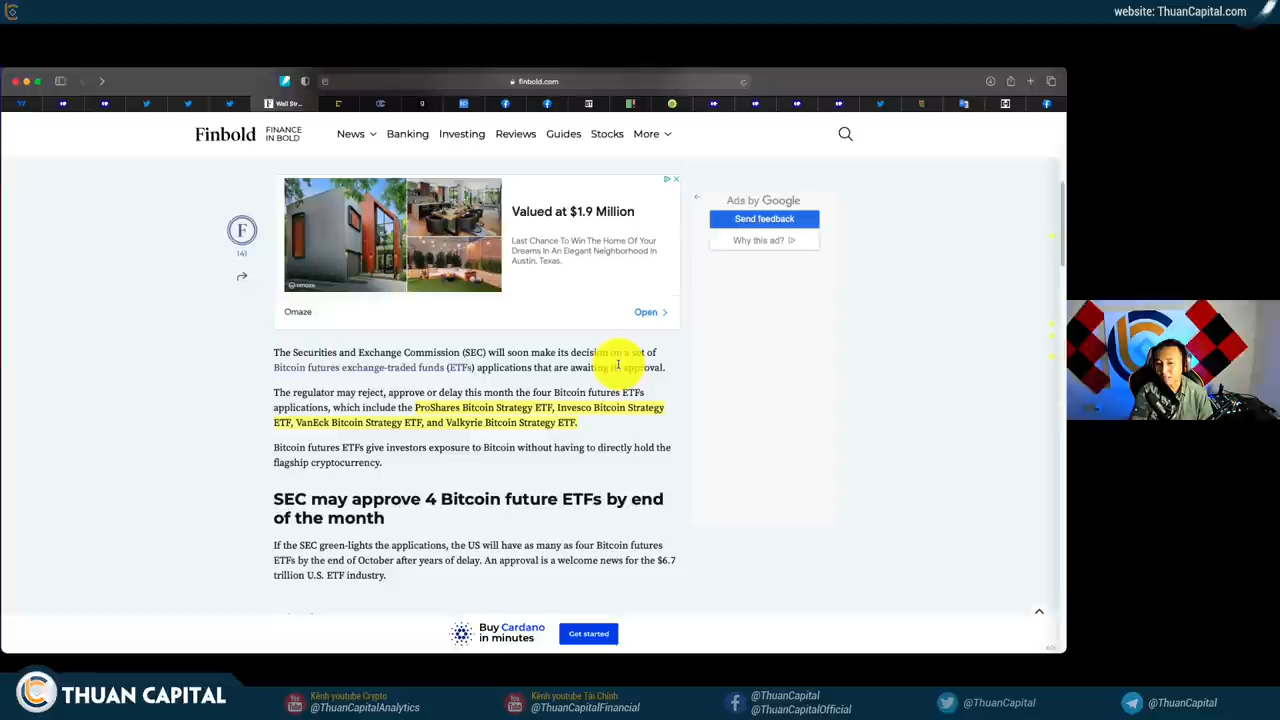 website: ThuanCapital.com
finbold.com
Wall Str...
Finbold
FINANCE
IN BOLD
News
Banking
Investing
Reviews
Guides
Stocks
More
F
141
Valued at $1.9 Million
Last Chance To Win The Home Of Your
Dreams In An Elegant Neighborhood In
Austin, Texas.
omaze
Omaze
Open
Ads by Google
Send feedback
Why this ad?
The Securities and Exchange Commission (SEC) will soon make its decision on a set of
Bitcoin futures exchange-traded funds (ETFs) applications that are awaiting its approval.
The regulator may reject, approve or delay this month the four Bitcoin futures ETFs
applications, which include the ProShares Bitcoin Strategy ETF, Invesco Bitcoin Strategy
ETF, VanEck Bitcoin Strategy ETF, and Valkyrie Bitcoin Strategy ETF.
Bitcoin futures ETFs give investors exposure to Bitcoin without having to directly hold the
flagship cryptocurrency.
SEC may approve 4 Bitcoin future ETFs by end
of the month
If the SEC green-lights the applications, the US will have as many as four Bitcoin futures
ETFs by the end of October after years of delay. An approval is a welcome news for the $6.7
trillion U.S. ETF industry.
Buy Cardano
in minutes
Get started
THUAN CAPITAL
Kênh youtube Crypto
@ThuanCapitalAnalytics
Kênh youtube Tài Chính
@ThuanCapitalFinancial
@ThuanCapital
@ThuanCapitalOfficial
@ThuanCapital
@ThuanCapital